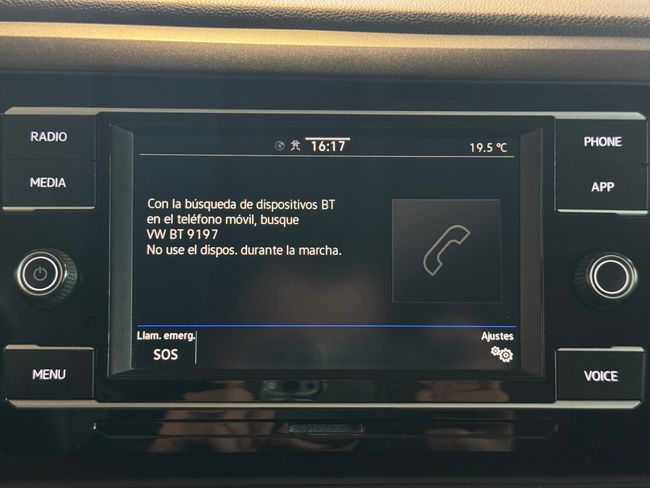 RADIO
MEDIA
MENU
16:17
19.5 °C
Con la búsqueda de dispositivos BT
en el teléfono móvil, busque
VW BT 9197
No use el dispos. durante la marcha.
Llam. emerg.
SOS
Ajustes
PHONE
APP
VOICE